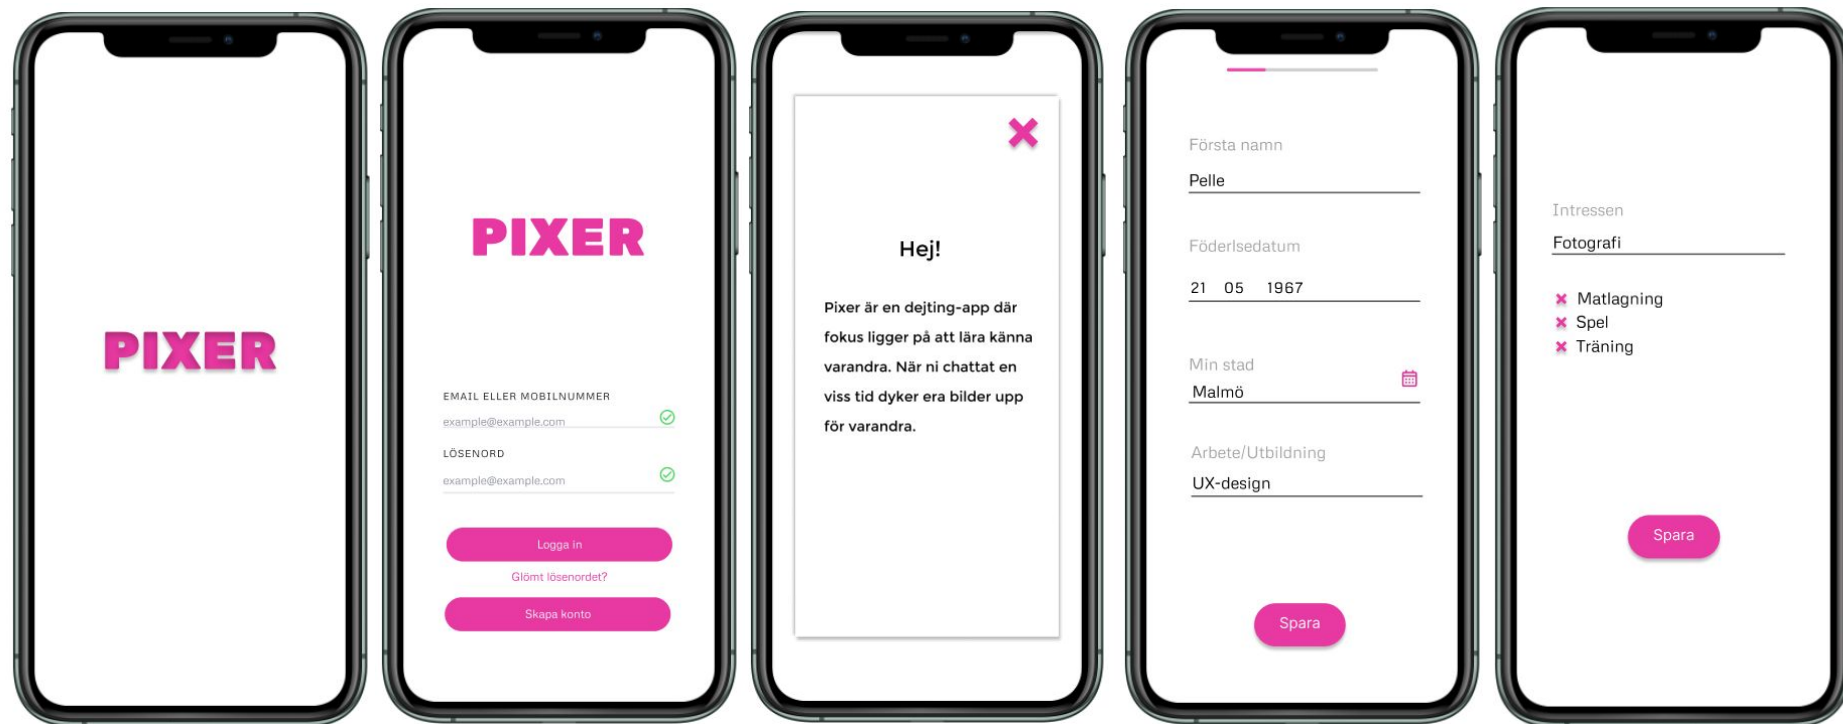 PIXER
PIXER
EMAIL ELLER MOBILNUMMER
example@example.com
LÖSENORD
example@example.com
Logga in
Glömt lösenordet?
Skapa konto
Hej!
Pixer är en dejting-app där
fokus ligger på att lära känna
varandra. När ni chattat en
viss tid dyker era bilder upp
för varandra.
Första namn
Pelle
Föderlsedatum
21 05 1967
Min stad
Malmö
Arbete/Utbildning
UX-design
Spara
Intressen
Fotografi
Matlagning
Spel
Träning
Spara